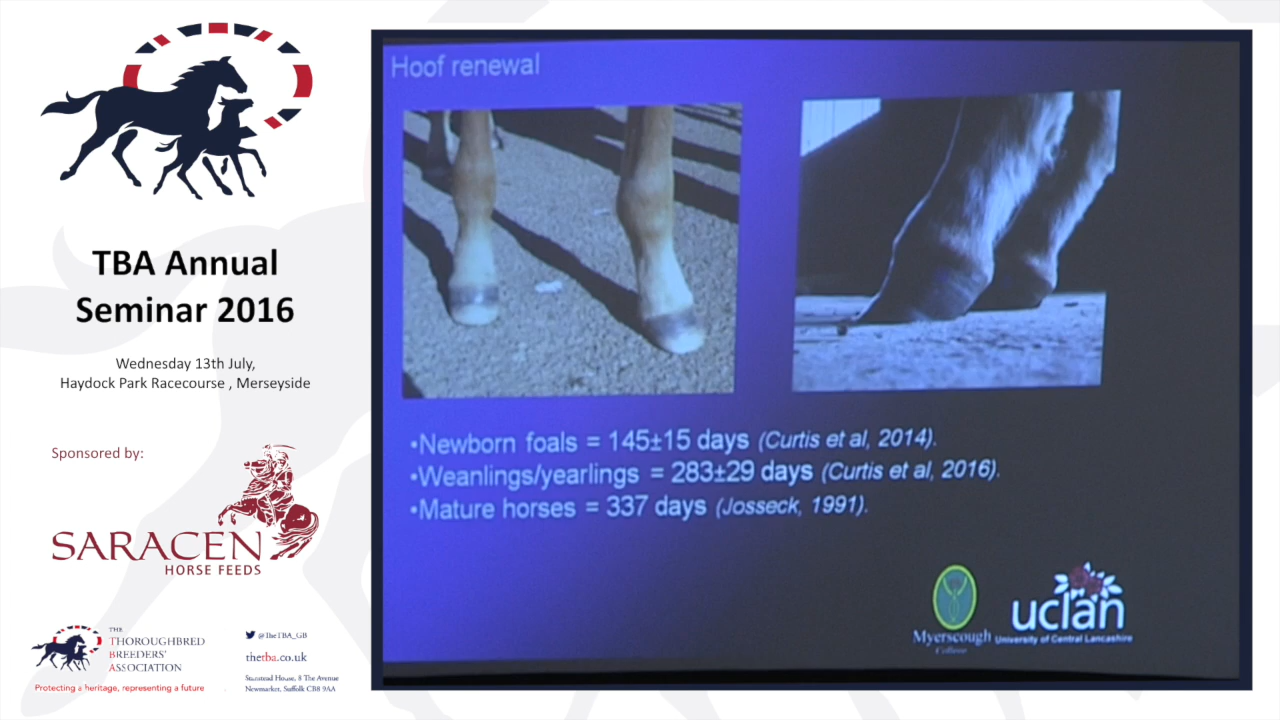 TBA Annual
Seminar 2016
Wednesday 13th July,
Haydock Park Racecourse , Merseyside
Sponsored by:
SARACEN
HORSE FEEDS
THE
THOROUGHBRED
BREEDERS'
ASSOCIATION
Protecting a heritage, representing a future
@TheTBA_GB
thetba.co.uk
Stanstead House, 8 The Avenue
Newmarket, Suffolk CB8 9AA
Hoof renewal
•Newborn foals = 145±15 days (Curtis et al, 2014).
•Weanlings/yearlings = 283±29 days (Curtis et al, 2016).
•Mature horses = 337 days (Josseck, 1991).
Myerscough
College
uclan
University of Central Lancashire